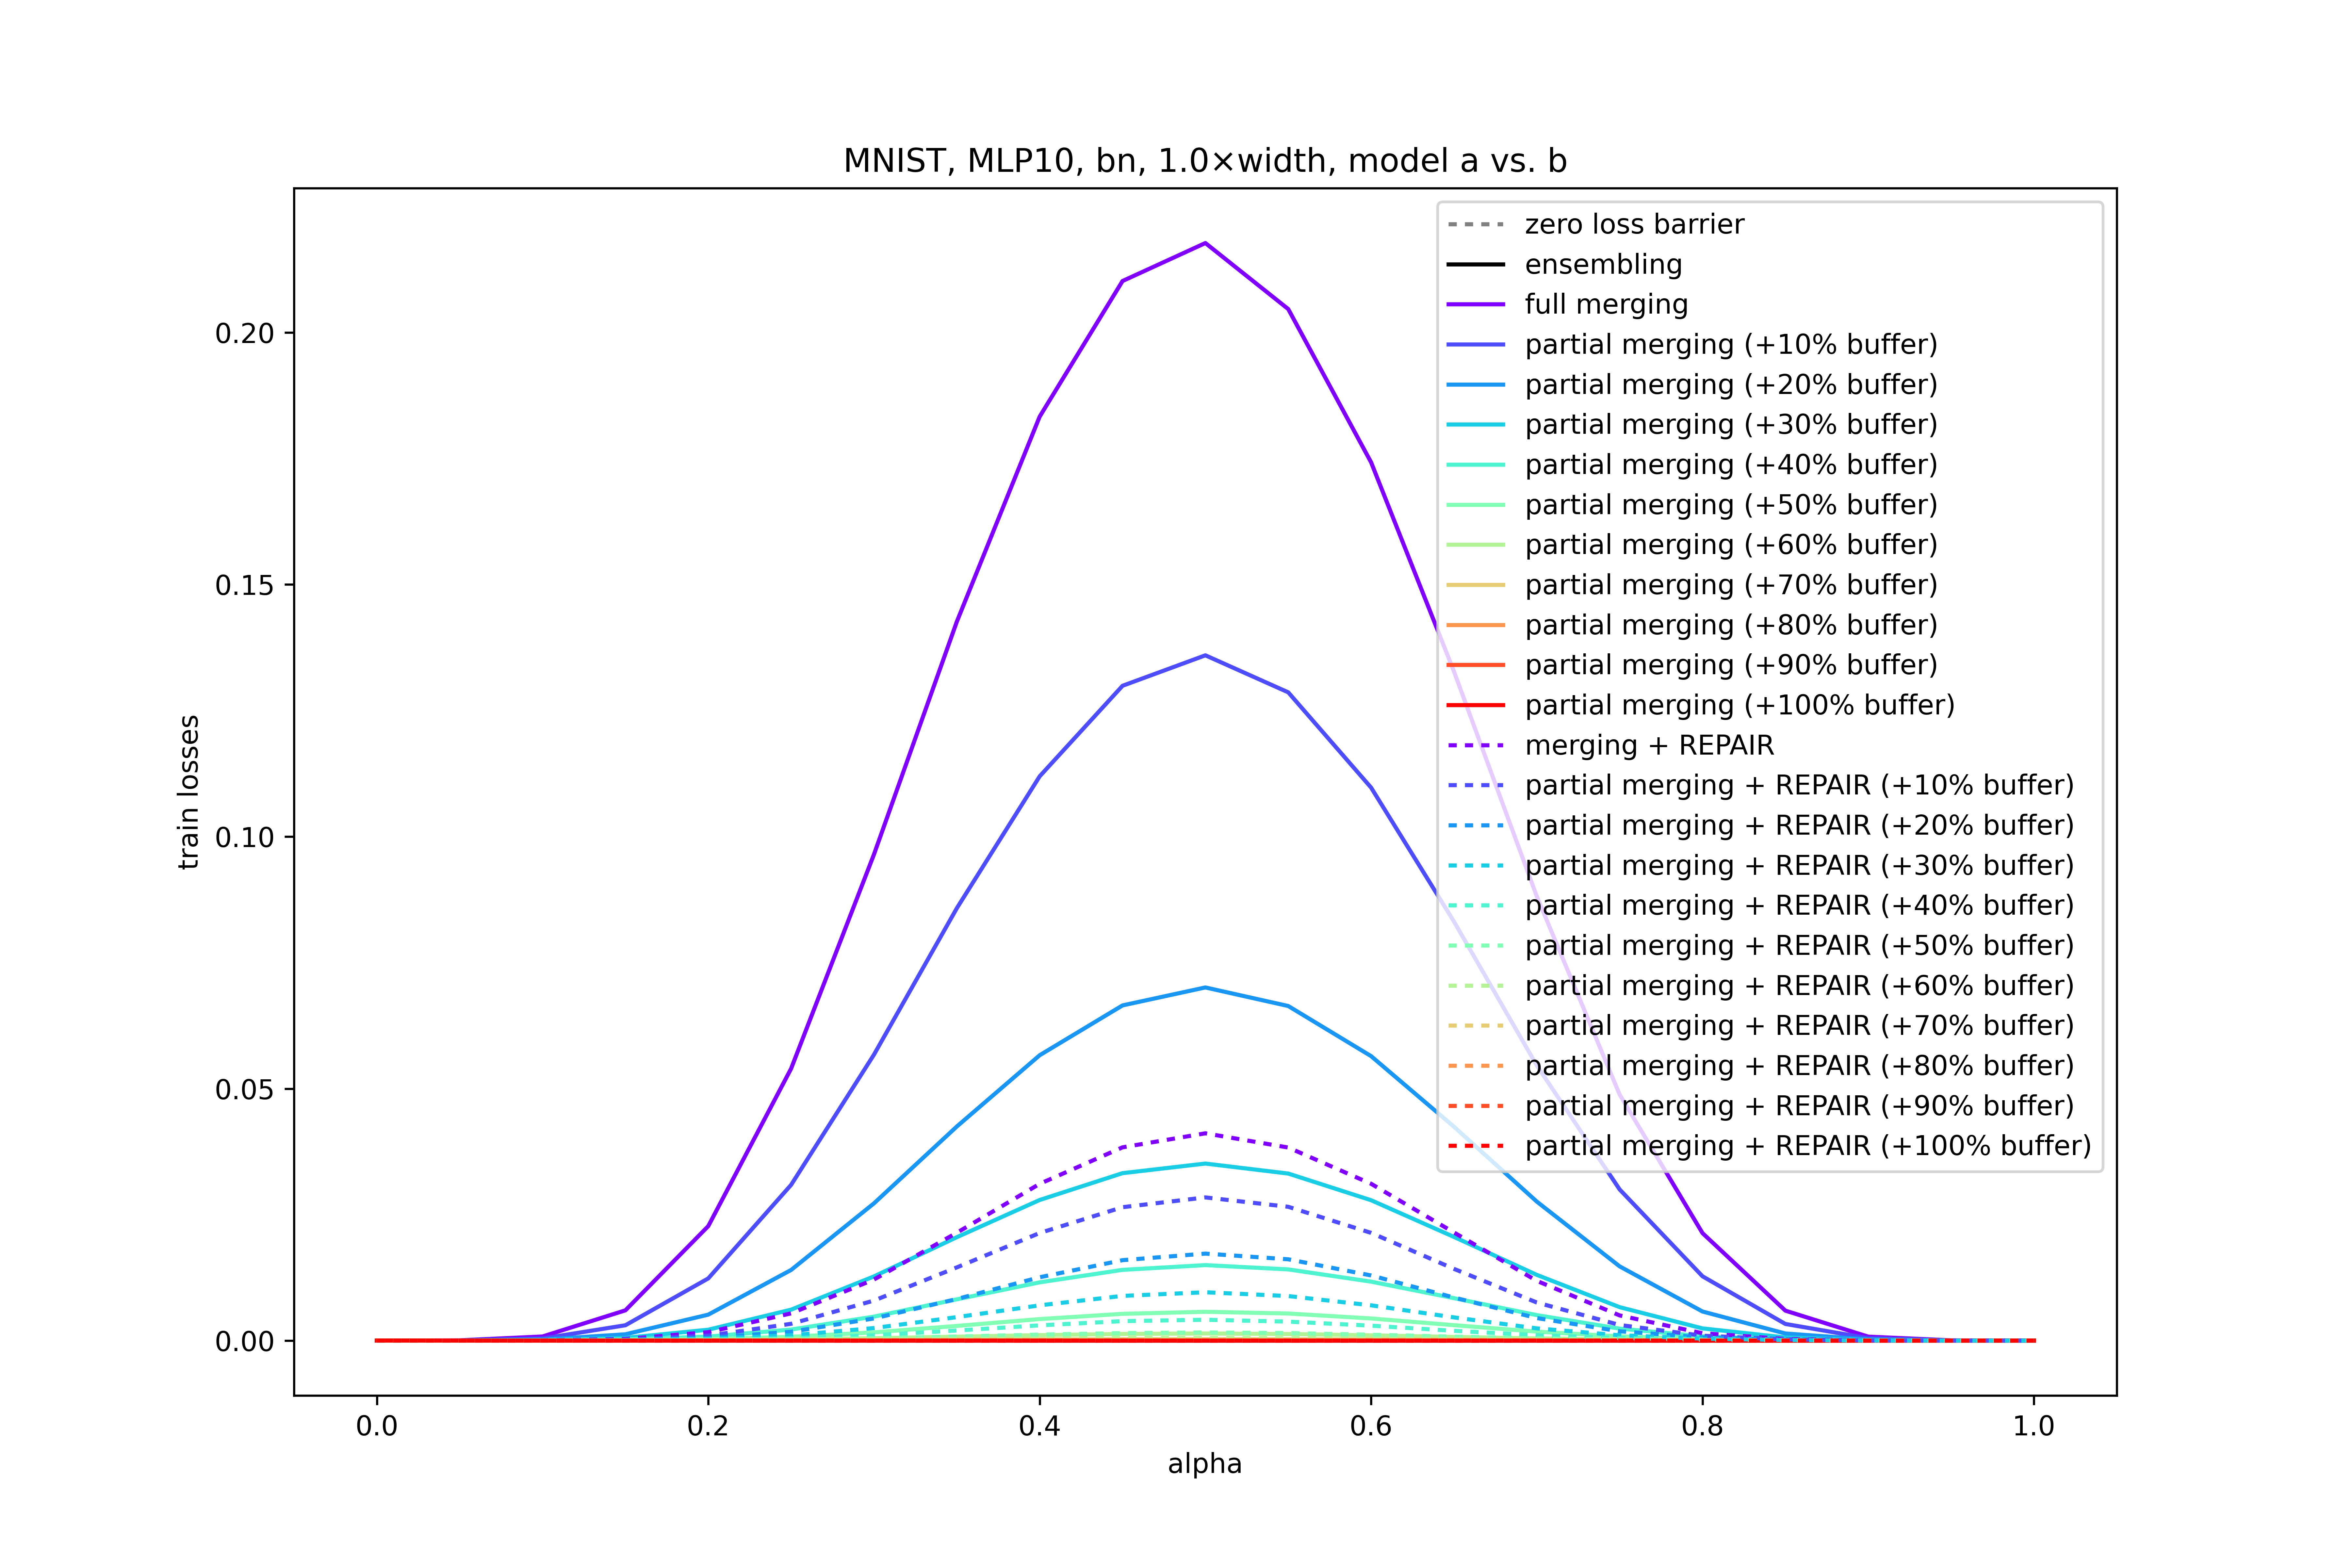 MNIST, MLP10, bn, 1.0×width, model a vs. b
zero loss barrier
ensembling
full merging
partial merging (+10% buffer)
partial merging (+20% buffer)
partial merging (+30% buffer)
partial merging (+40% buffer)
partial merging (+50% buffer)
partial merging (+60% buffer)
partial merging (+70% buffer)
partial merging (+80% buffer)
partial merging (+90% buffer)
partial merging (+100% buffer)
merging + REPAIR
partial merging + REPAIR (+10% buffer)
partial merging + REPAIR (+20% buffer)
partial merging + REPAIR (+30% buffer)
partial merging + REPAIR (+40% buffer)
partial merging + REPAIR (+50% buffer)
partial merging + REPAIR (+60% buffer)
partial merging + REPAIR (+70% buffer)
partial merging + REPAIR (+80% buffer)
partial merging + REPAIR (+90% buffer)
partial merging + REPAIR (+100% buffer)
train losses
0.20
0.15
0.10
0.05
0.00
0.0 0.2 0.4 0.6 0.8 1.0
alpha